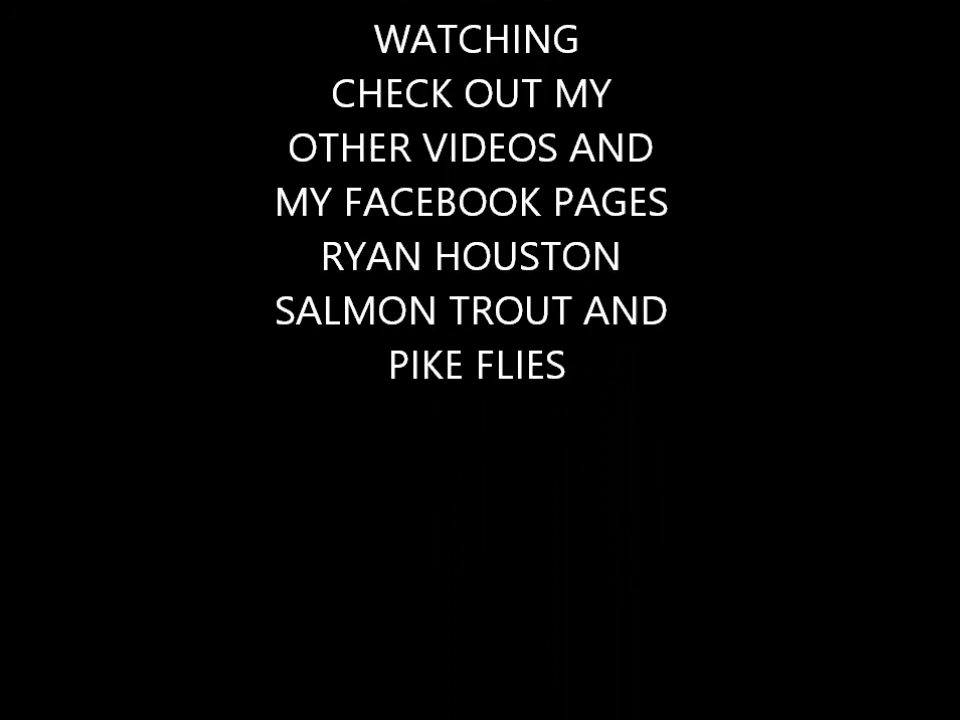 WATCHING
CHECK OUT MY
OTHER VIDEOS AND
MY FACEBOOK PAGES
RYAN HOUSTON
SALMON TROUT AND
PIKE FLIES